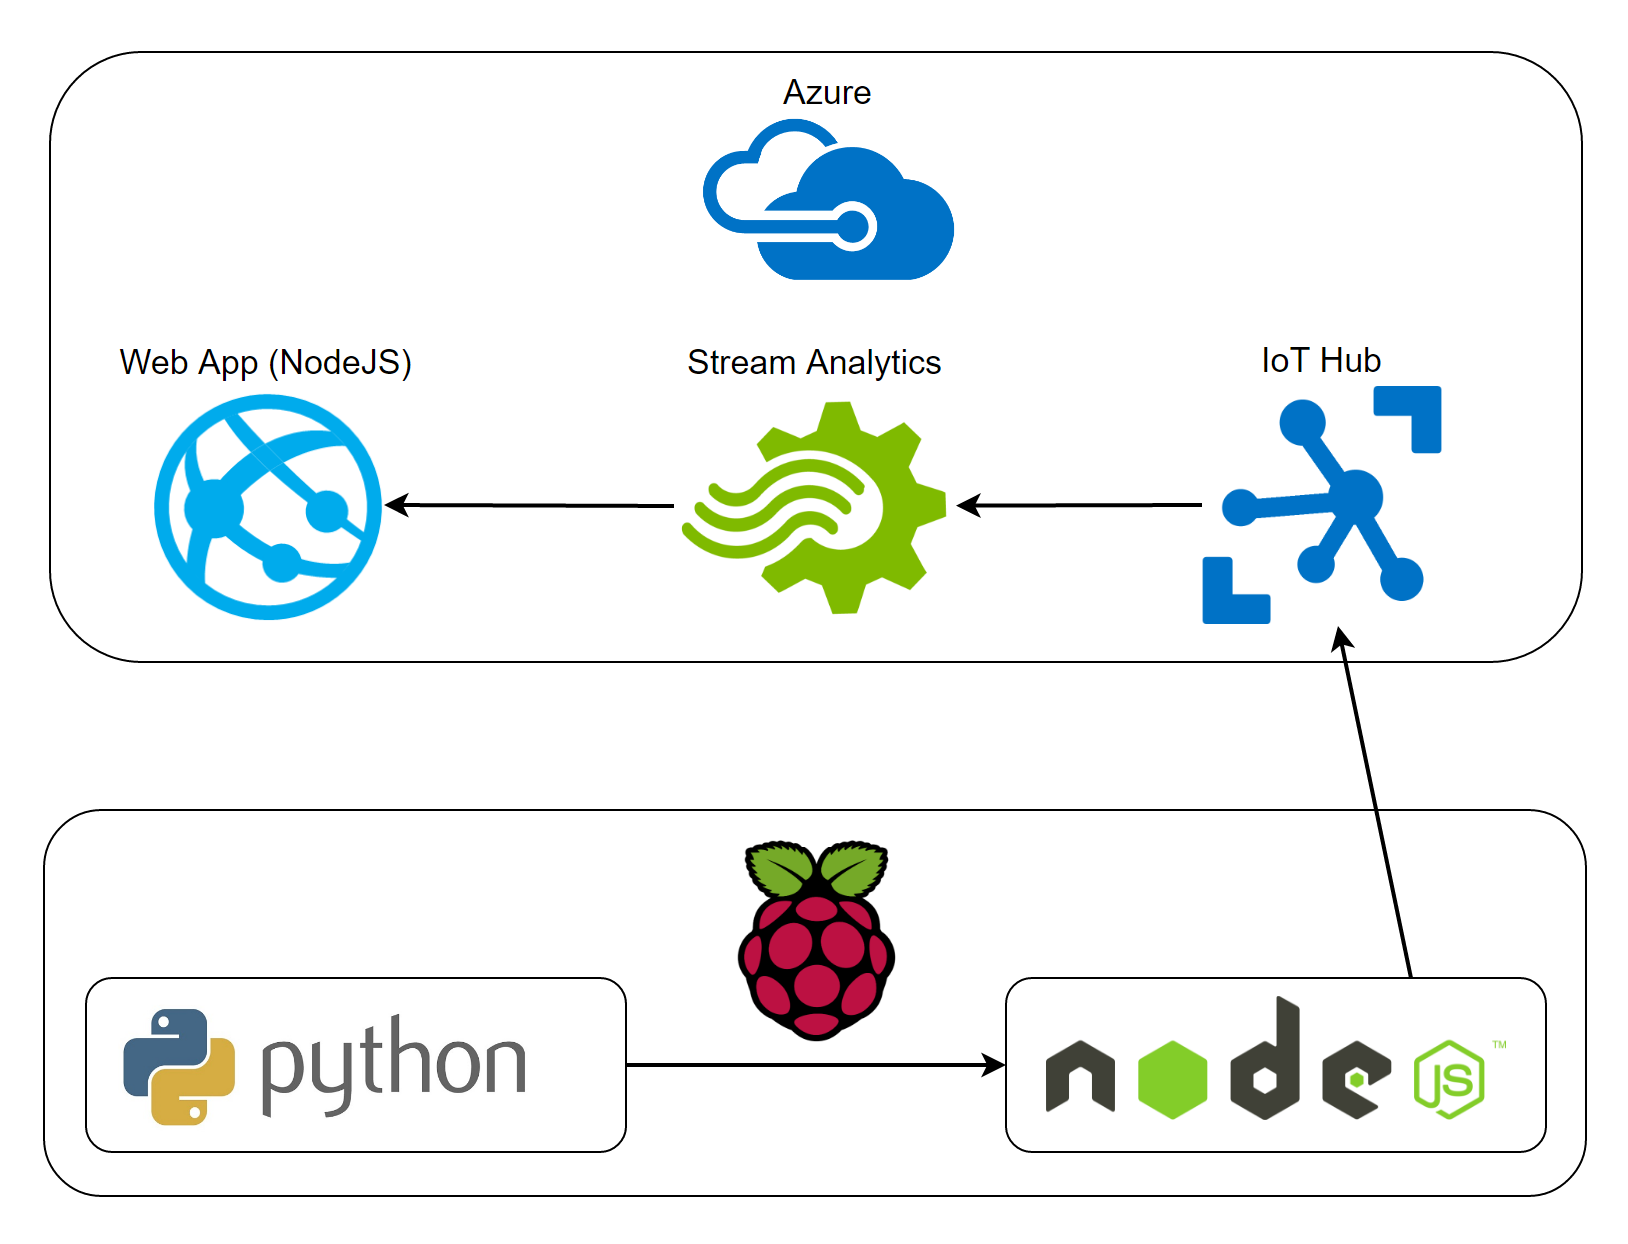 Azure
Web App (NodeJS)
Stream Analytics
IoT Hub
python
node JS ™